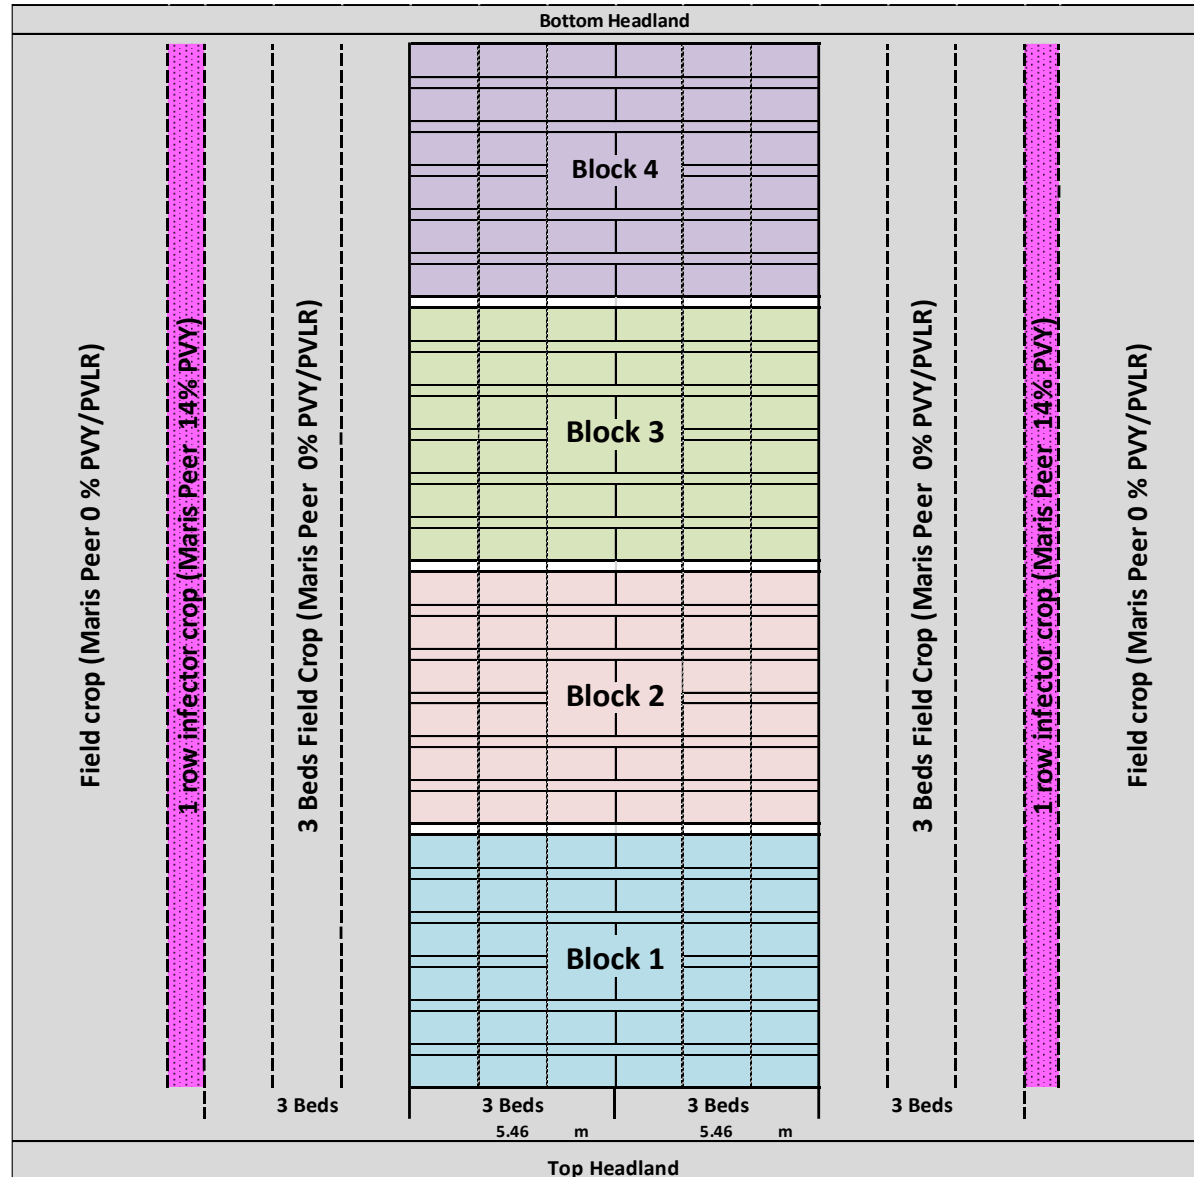 Bottom Headland
Field crop (Maris Peer 0 % PVY/PVLR)
1 row infector crop (Maris Peer 14% PVY)
3 Beds Field Crop (Maris Peer 0% PVY/PVLR)
Block 4
Block 3
Block 2
Block 1
3 Beds Field Crop (Maris Peer 0% PVY/PVLR)
1 row infector crop (Maris Peer 14% PVY)
Field crop (Maris Peer 0 % PVY/PVLR)
3 Beds 3 Beds 3 Beds 3 Beds
5.46 m 5.46 m
Top Headland